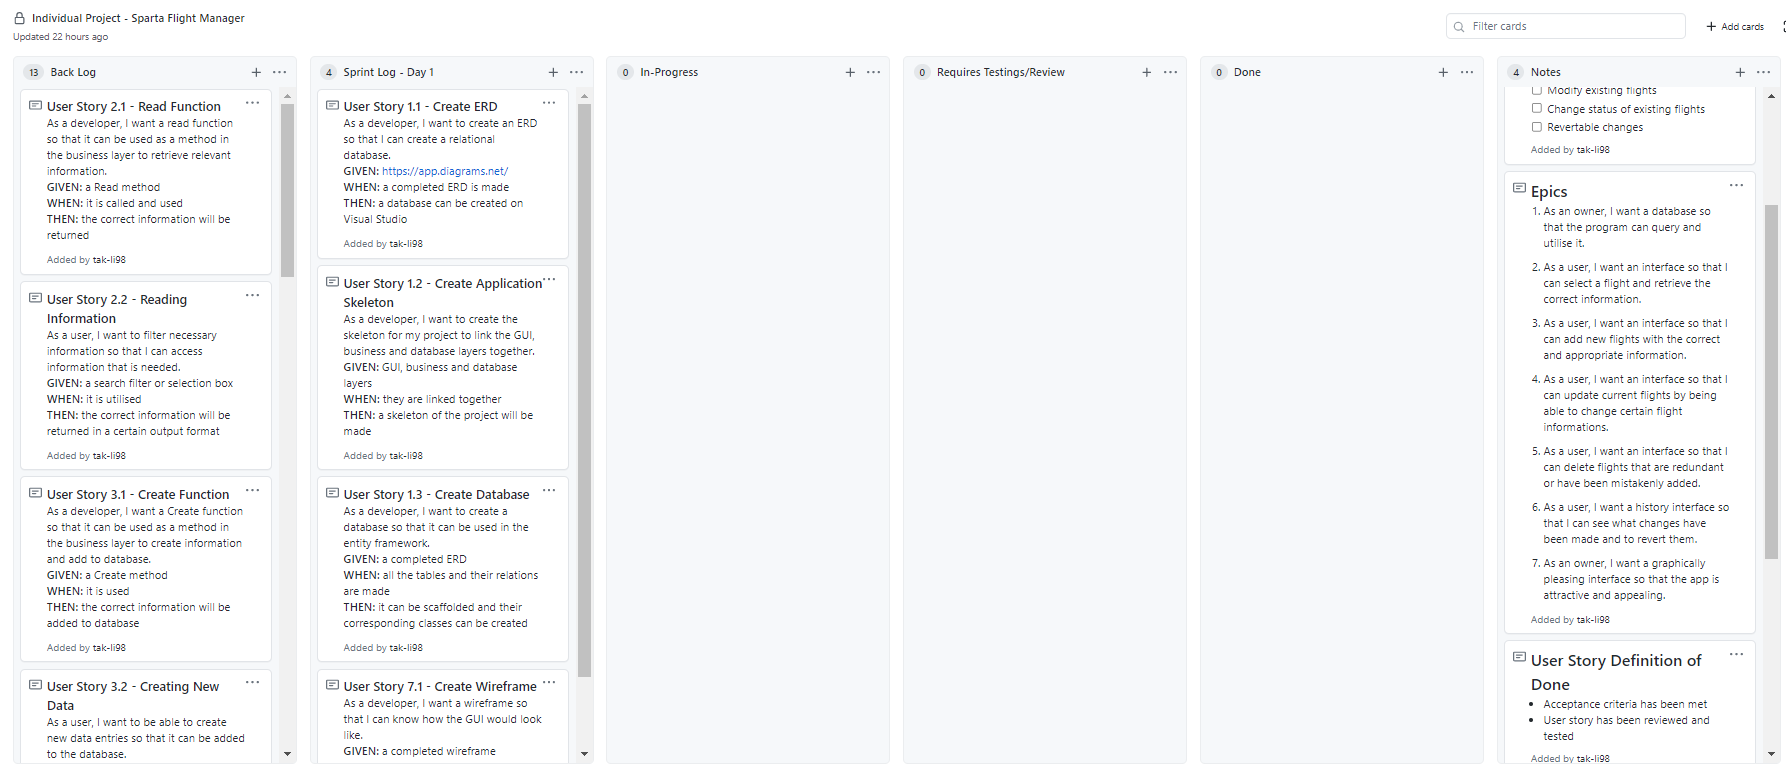 Individual Project - Sparta Flight Manager
Updated 22 hours ago
Filter cards
Add cards
13 Back Log
User Story 2.1 - Read Function
As a developer, I want a read function
so that it can be used as a method in
the business layer to retrieve relevant
information.
GIVEN: a Read method
WHEN: it is called and used
THEN: the correct information will be
returned
Added by tak-li98
User Story 2.2 - Reading
Information
As a user, I want to filter necessary
information so that I can access
information that is needed.
GIVEN: a search filter or selection box
WHEN: it is utilised
THEN: the correct information will be
returned in a certain output format
Added by tak-li98
User Story 3.1 - Create Function
As a developer, I want a Create function
so that it can be used as a method in
the business layer to create information
and add to database.
GIVEN: a Create method
WHEN: it is used
THEN: the correct information will be
added to database
Added by tak-li98
User Story 3.2 - Creating New
Data
As a user, I want to be able to create
new data entries so that it can be added
to the database.
4 Sprint Log - Day 1
User Story 1.1 - Create ERD
As a developer, I want to create an ERD
so that I can create a relational
database.
GIVEN: https://app.diagrams.net/
WHEN: a completed ERD is made
THEN: a database can be created on
Visual Studio
Added by tak-li98
User Story 1.2 - Create Application
Skeleton
As a developer, I want to create the
skeleton for my project to link the GUI,
business and database layers together.
GIVEN: GUI, business and database
layers
WHEN: they are linked together
THEN: a skeleton of the project will be
made
Added by tak-li98
User Story 1.3 - Create Database
As a developer, I want to create a
database so that it can be used in the
entity framework.
GIVEN: a completed ERD
WHEN: all the tables and their relations
are made
THEN: it can be scaffolded and their
corresponding classes can be created
Added by tak-li98
User Story 7.1 - Create Wireframe
As a developer, I want a wireframe so
that I can know how the GUI would look
like.
GIVEN: a completed wireframe
0 In-Progress
0 Requires Testings/Review
0 Done
4 Notes
Modify existing flights
Change status of existing flights
Revertable changes
Added by tak-li98
Epics
1. As an owner, I want a database so
that the program can query and
utilise it.
2. As a user, I want an interface so that I
can select a flight and retrieve the
correct information.
3. As a user, I want an interface so that I
can add new flights with the correct
and appropriate information.
4. As a user, I want an interface so that I
can update current flights by being
able to change certain flight
informations.
5. As a user, I want an interface so that I
can delete flights that are redundant
or have been mistakenly added.
6. As a user, I want a history interface so
that I can see what changes have
been made and to revert them.
7. As an owner, I want a graphically
pleasing interface so that the app is
attractive and appealing.
Added by tak-li98
User Story Definition of
Done
• Acceptance criteria has been met
• User story has been reviewed and
tested
Added by tak-li98